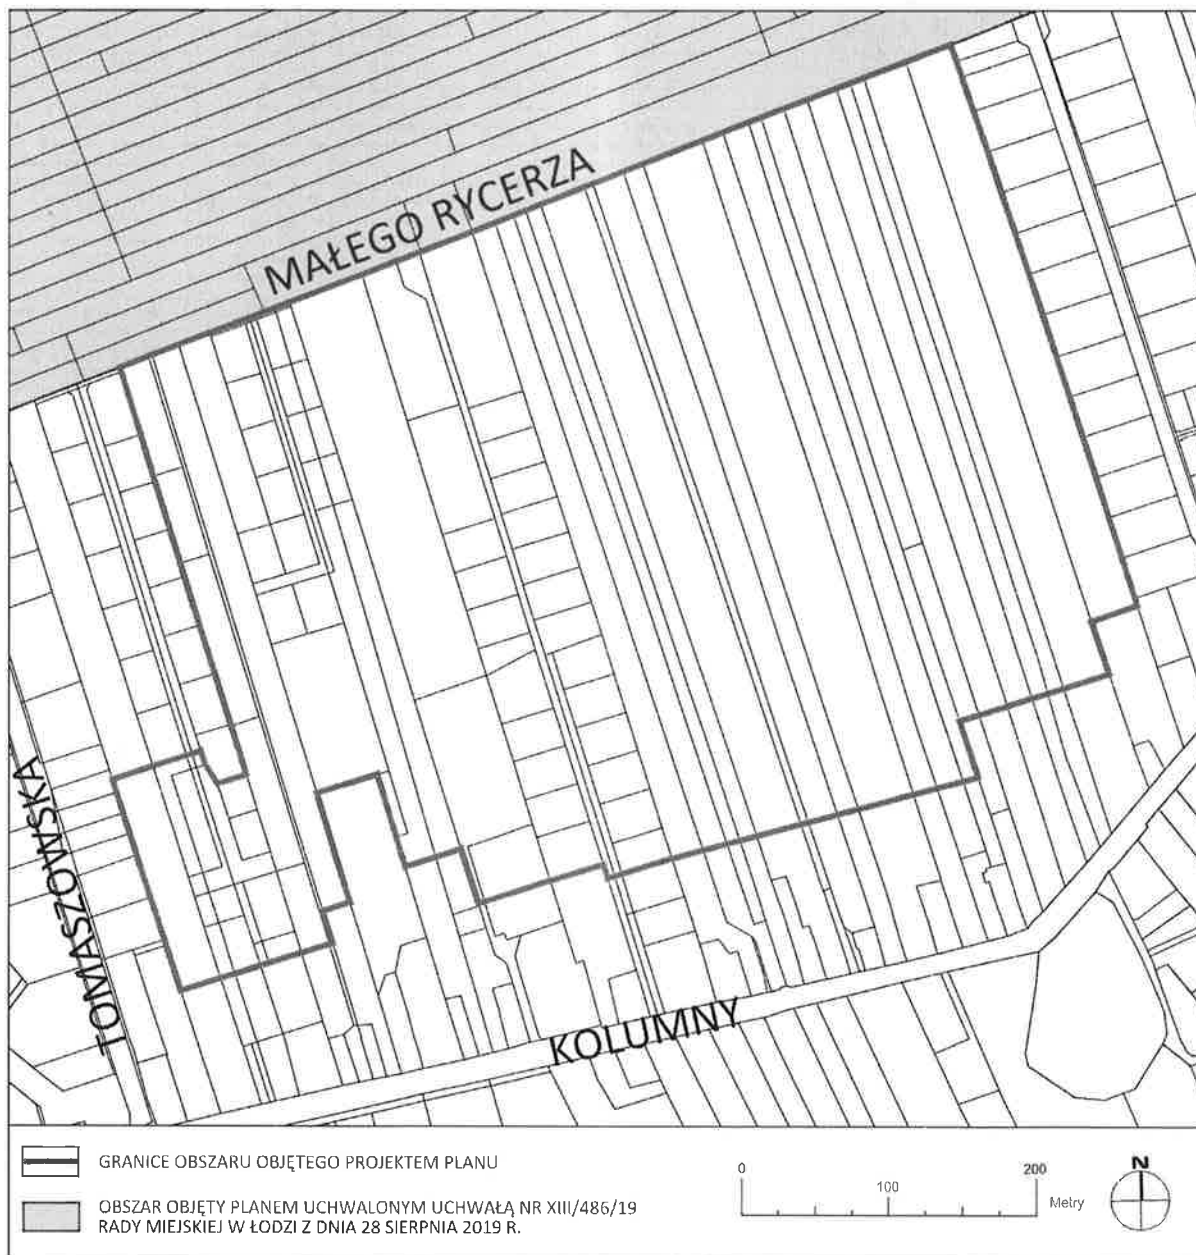 MAŁEGO RYCERZA
TOMASZOWSKA
KOLUMNY
GRANICE OBSZARU OBJĘTEGO PROJEKTEM PLANU
OBSZAR OBJĘTY PLANEM UCHWALONYM UCHWAŁĄ NR XIII/486/19
RADY MIEJSKIEJ W ŁODZI Z DNIA 28 SIERPNIA 2019 R.
0 100 200 Metry
N